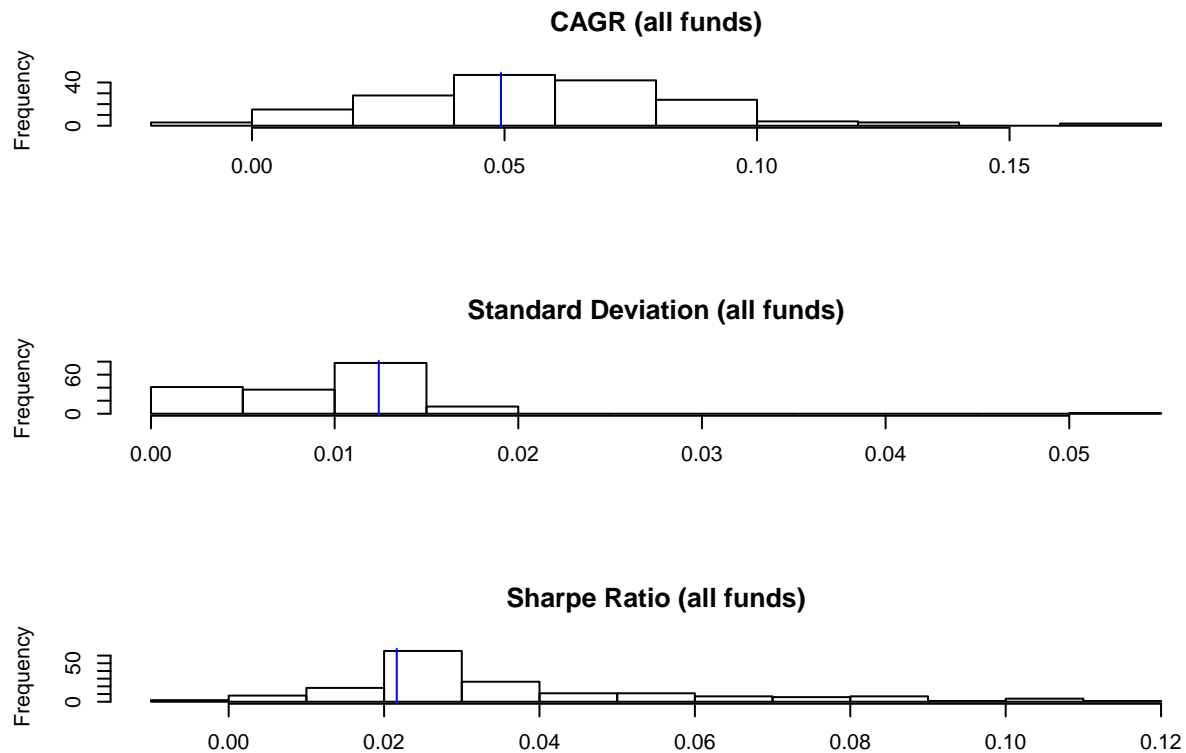 CAGR (all funds)
Frequency
40
0
0.00 0.05 0.10 0.15
Standard Deviation (all funds)
Frequency
60
0
0.00 0.01 0.02 0.03 0.04 0.05
Sharpe Ratio (all funds)
Frequency
50
0
0.00 0.02 0.04 0.06 0.08 0.10 0.12